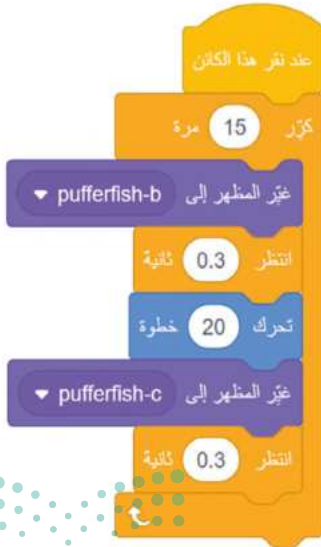 عند نقر هذا الكائن
كرّر 15 مرة
غيّر المظهر إلى pufferfish-b
انتظر 0.3 ثانية
تحرك 20 خطوة
غيّر المظهر إلى pufferfish-c
انتظر 0.3 ثانية